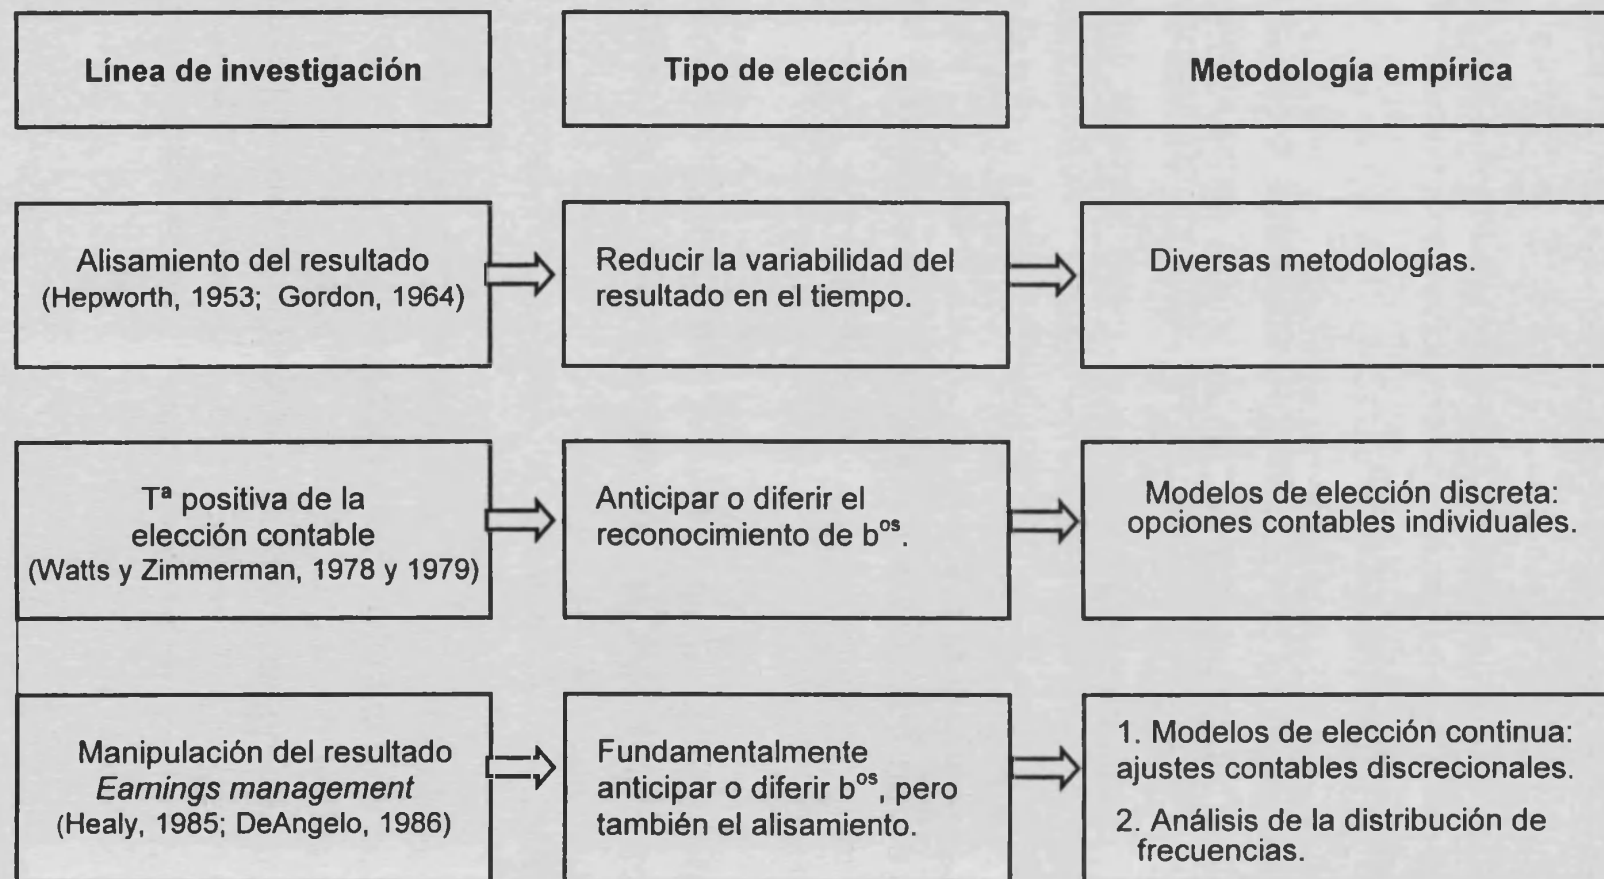 Línea de investigación
Tipo de elección
Metodología empírica
Alisamiento del resultado
(Hepworth, 1953; Gordon, 1964)
Reducir la variabilidad del
resultado en el tiempo.
Diversas metodologías.
Tª positiva de la
elección contable
(Watts y Zimmerman, 1978 y 1979)
Anticipar o diferir el
reconocimiento de bᵒˢ.
Modelos de elección discreta:
opciones contables individuales.
Manipulación del resultado
Earnings management
(Healy, 1985; DeAngelo, 1986)
Fundamentalmente
anticipar o diferir bᵒˢ, pero
también el alisamiento.
1. Modelos de elección continua:
ajustes contables discrecionales.
2. Análisis de la distribución de
frecuencias.